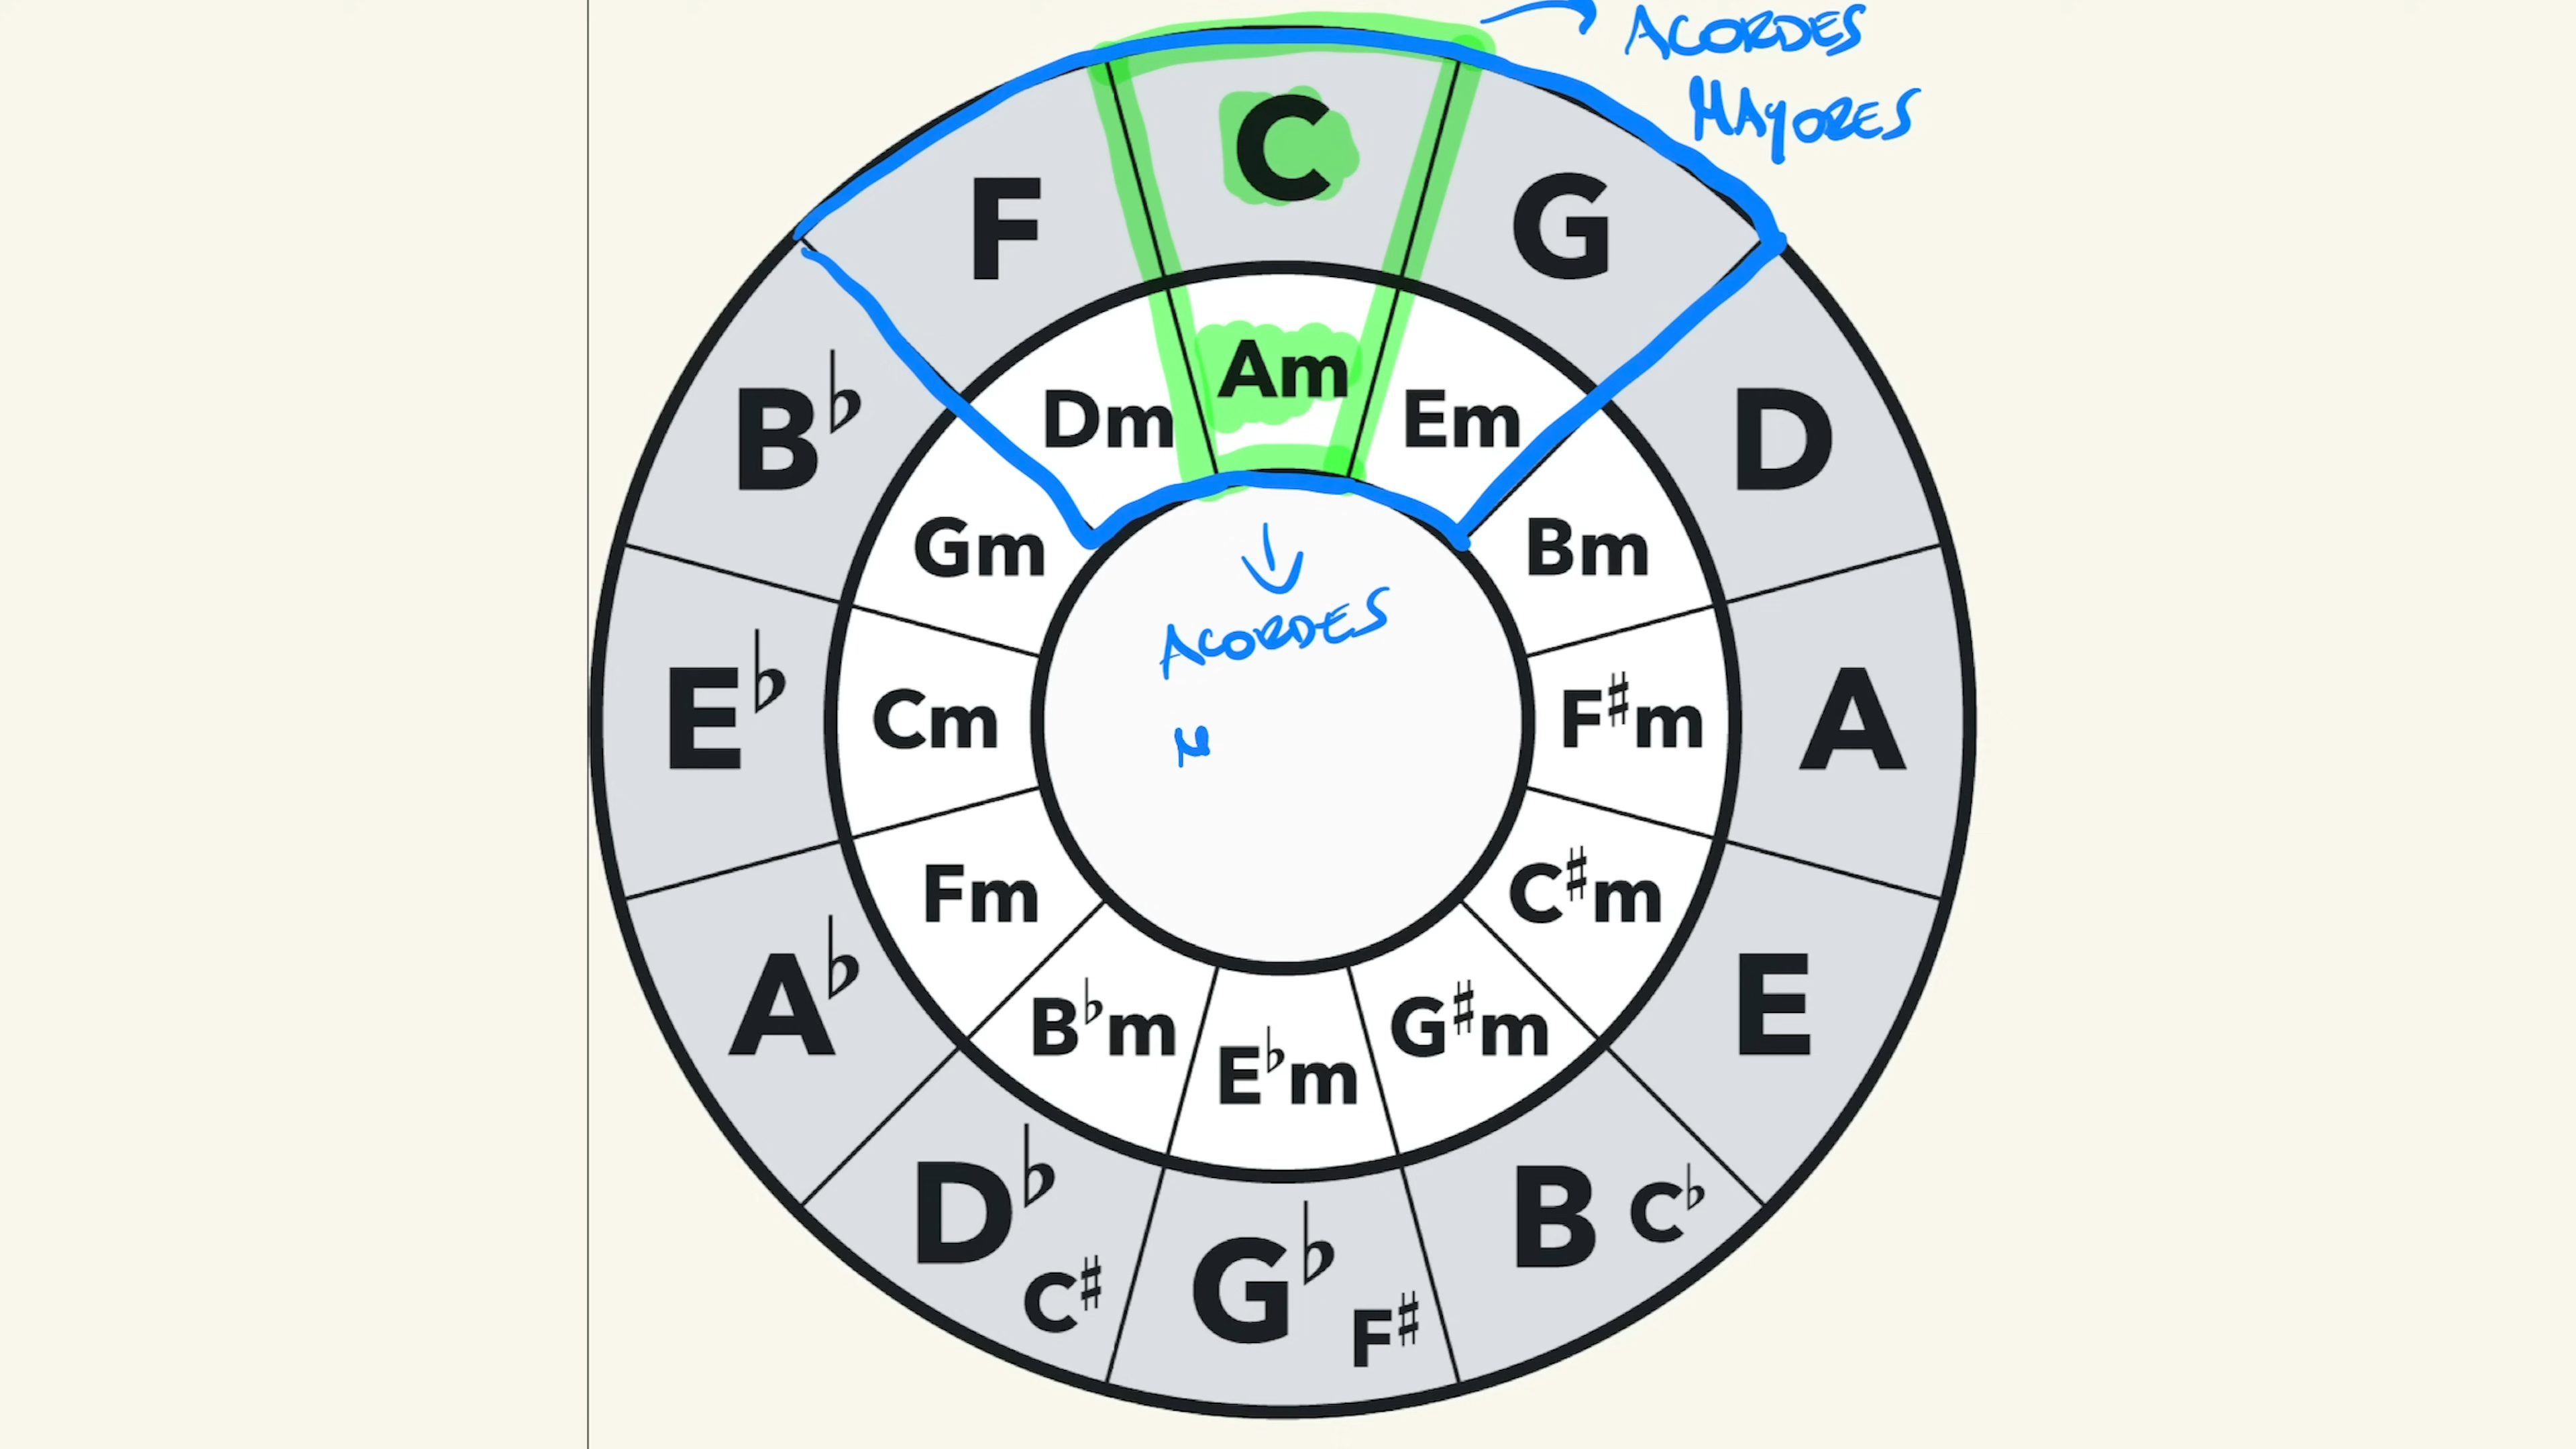 ACORDES
MAYORES
C
F
G
Am
Dm
Em
B♭
D
Gm
Bm
E♭
Cm
F♯m
A
ACORDES
M
Fm
C♯m
A♭
E
B♭m
E♭m
G♯m
D♭
C♯
G♭
F♯
B C♭